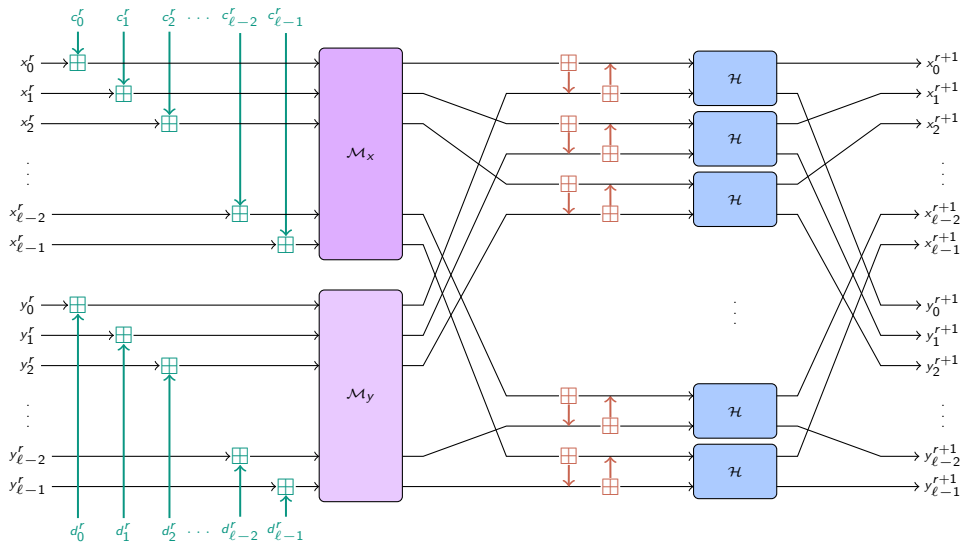 c_0^r c_1^r c_2^r ··· c_{ℓ−2}^r c_{ℓ−1}^r
x_0^r ℋ x_0^{r+1}
x_1^r x_1^{r+1}
x_2^r ℋ x_2^{r+1}
ℳ_x
⋮ ⋮
ℋ
x_{ℓ−2}^r x_{ℓ−2}^{r+1}
x_{ℓ−1}^r x_{ℓ−1}^{r+1}
y_0^r ⋮ y_0^{r+1}
y_1^r y_1^{r+1}
y_2^r y_2^{r+1}
ℳ_y
⋮ ℋ ⋮
y_{ℓ−2}^r y_{ℓ−2}^{r+1}
ℋ
y_{ℓ−1}^r y_{ℓ−1}^{r+1}
d_0^r d_1^r d_2^r ··· d_{ℓ−2}^r d_{ℓ−1}^r